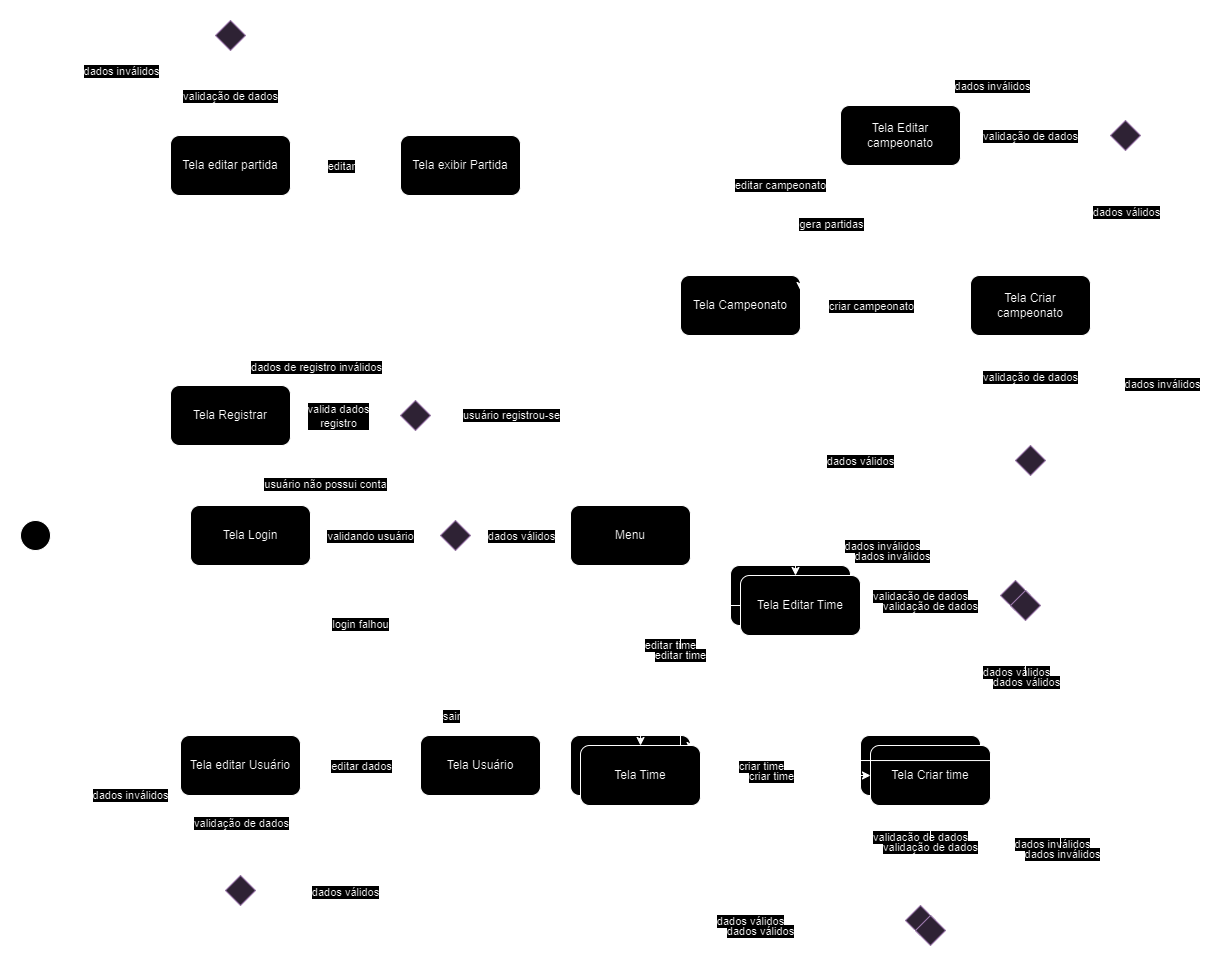 dados inválidos
validação de dados
Tela editar partida
editar
Tela exibir Partida
dados inválidos
Tela Editar
campeonato
validação de dados
editar campeonato
dados válidos
gera partidas
Tela Campeonato
criar campeonato
Tela Criar
campeonato
validação de dados
dados inválidos
dados de registro inválidos
Tela Registrar
valida dados
registro
usuário registrou-se
dados válidos
usuário não possui conta
Tela Login
validando usuário
dados válidos
Menu
dados inválidos
dados inválidos
Tela Editar Time
validação de dados
validação de dados
login falhou
editar time
editar time
dados válidos
dados válidos
sair
Tela editar Usuário
editar dados
Tela Usuário
Tela Time
criar time
criar time
Tela Criar time
dados inválidos
validação de dados
validação de dados
validação de dados
dados inválidos
dados inválidos
dados válidos
dados válidos
dados válidos